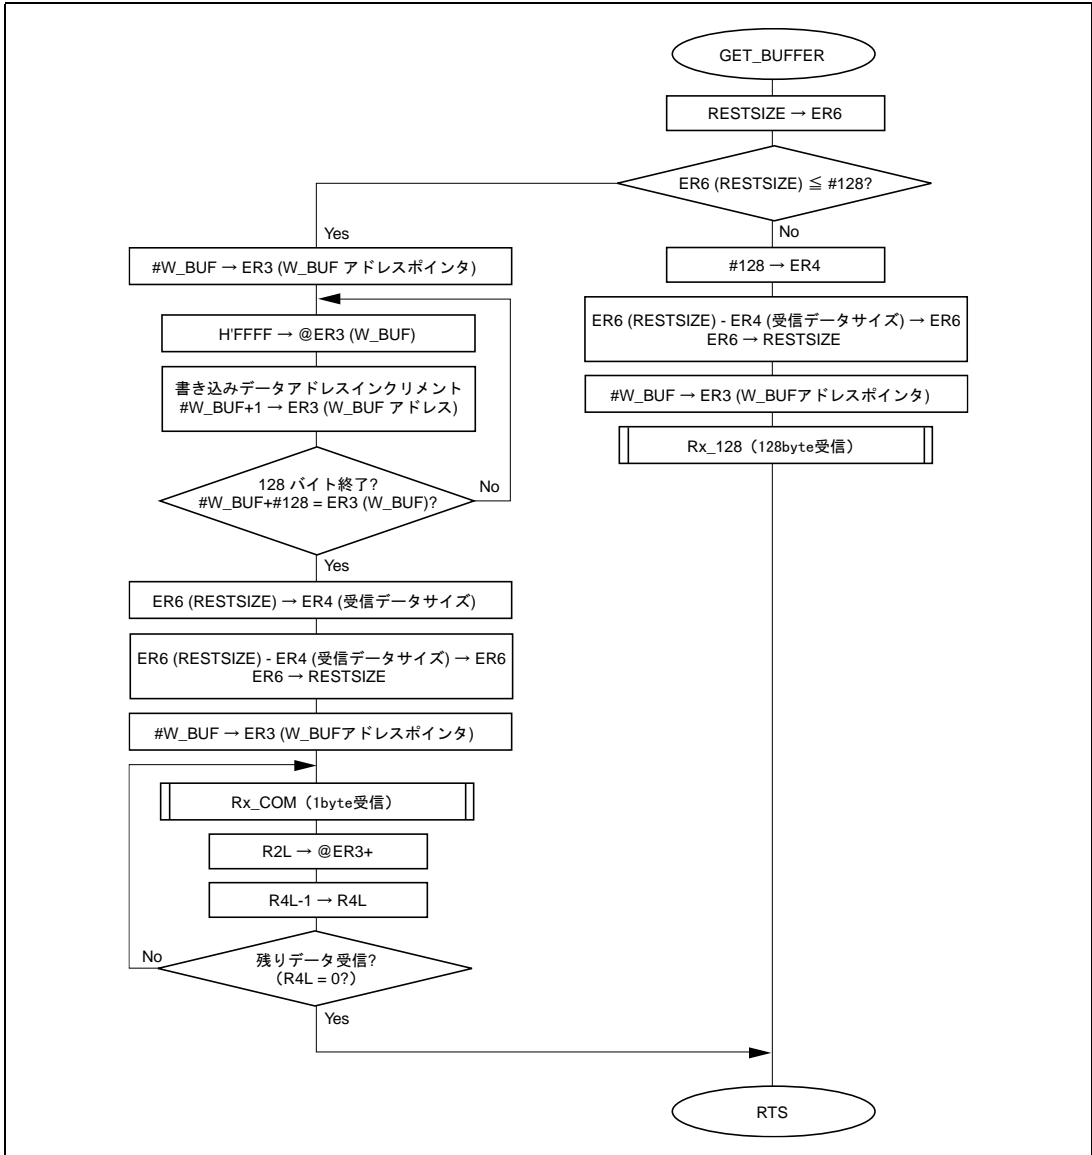 GET_BUFFER
RESTSIZE → ER6
ER6 (RESTSIZE) ≦ #128?
Yes
No
#W_BUF → ER3 (W_BUF アドレスポインタ)
H'FFFF → @ER3 (W_BUF)
書き込みデータアドレスインクリメント
#W_BUF+1 → ER3 (W_BUF アドレス)
128 バイト終了?
#W_BUF+#128 = ER3 (W_BUF)?
No
Yes
ER6 (RESTSIZE) → ER4 (受信データサイズ)
ER6 (RESTSIZE) - ER4 (受信データサイズ) → ER6
ER6 → RESTSIZE
#W_BUF → ER3 (W_BUFアドレスポインタ)
Rx_COM（1byte受信）
R2L → @ER3+
R4L-1 → R4L
残りデータ受信?
（R4L = 0?）
No
Yes
#128 → ER4
ER6 (RESTSIZE) - ER4 (受信データサイズ) → ER6
ER6 → RESTSIZE
#W_BUF → ER3 (W_BUFアドレスポインタ)
Rx_128（128byte受信）
RTS